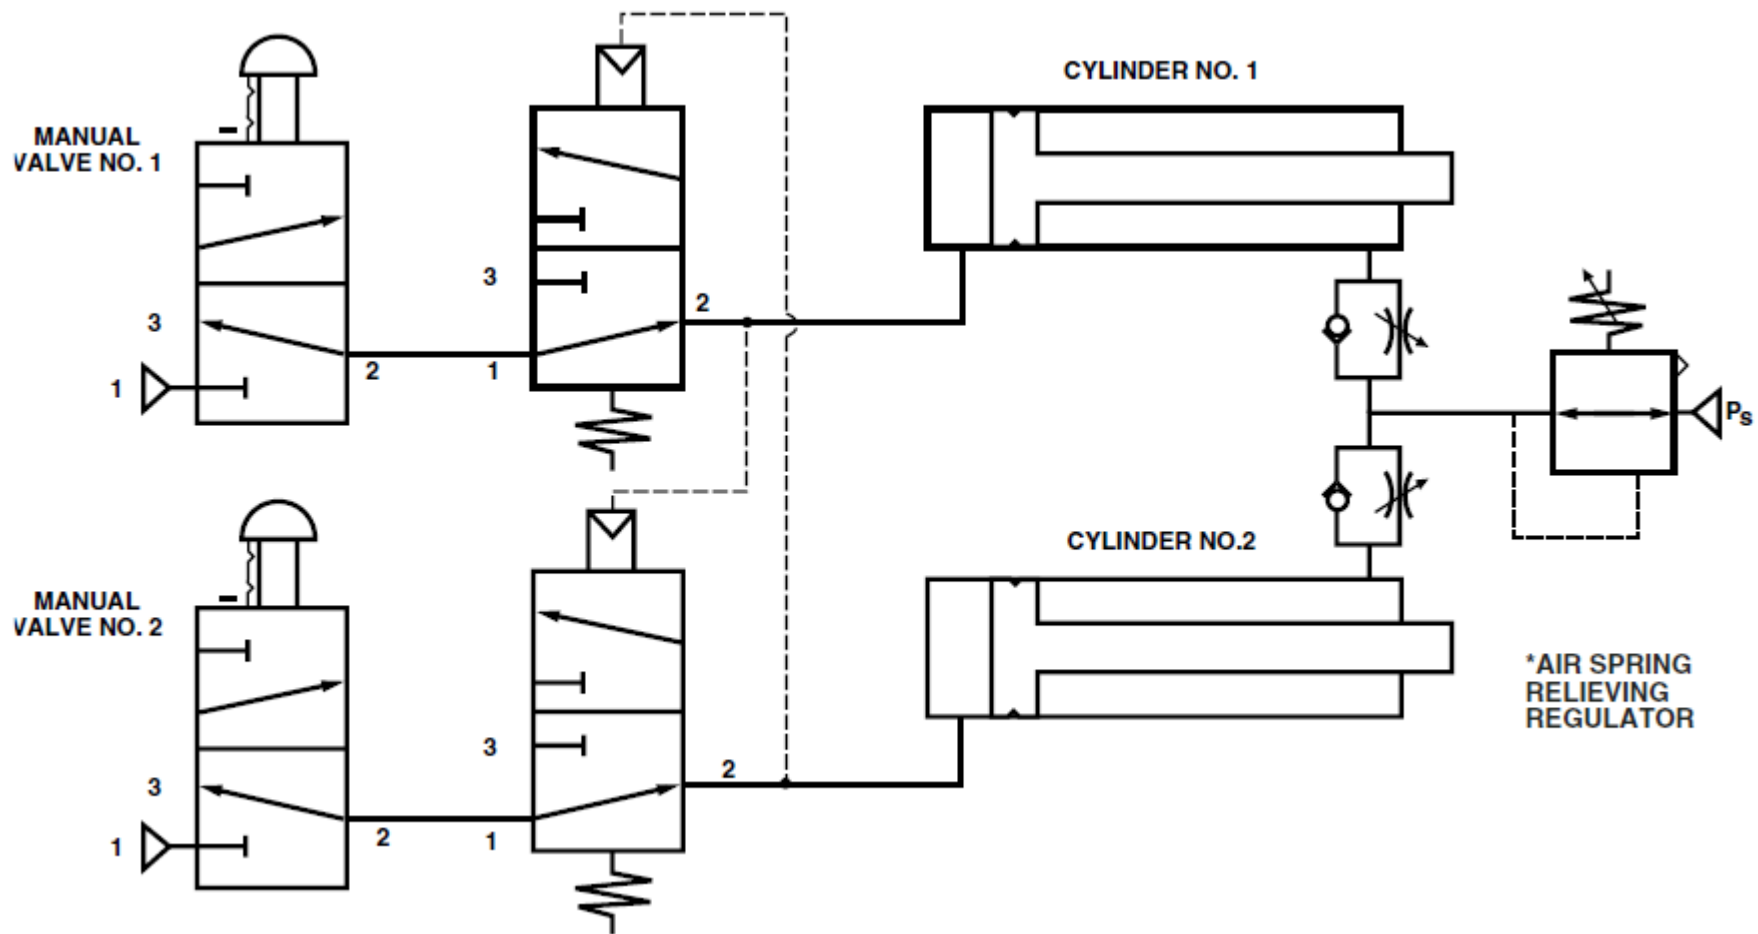 CYLINDER NO. 1
MANUAL
VALVE NO. 1
3
1
2
3
1
2
Ps
MANUAL
VALVE NO. 2
3
1
2
3
1
2
CYLINDER NO.2
*AIR SPRING
RELIEVING
REGULATOR